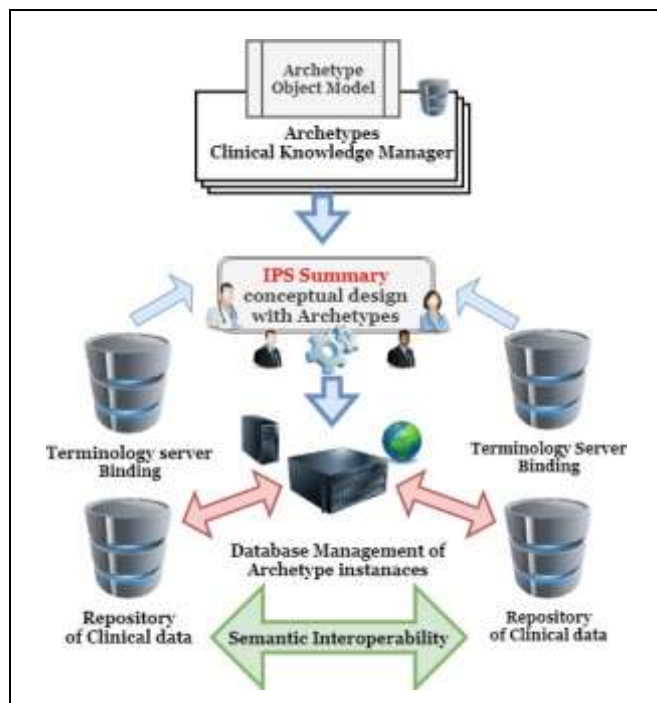 Archetype
Object Model
Archetypes
Clinical Knowledge Manager
IPS Summary
conceptual design
with Archetypes
Terminology server
Binding
Terminology Server
Binding
Database Management of
Archetype instanaces
Repository
of Clinical data
Repository
of Clinical data
Semantic Interoperability